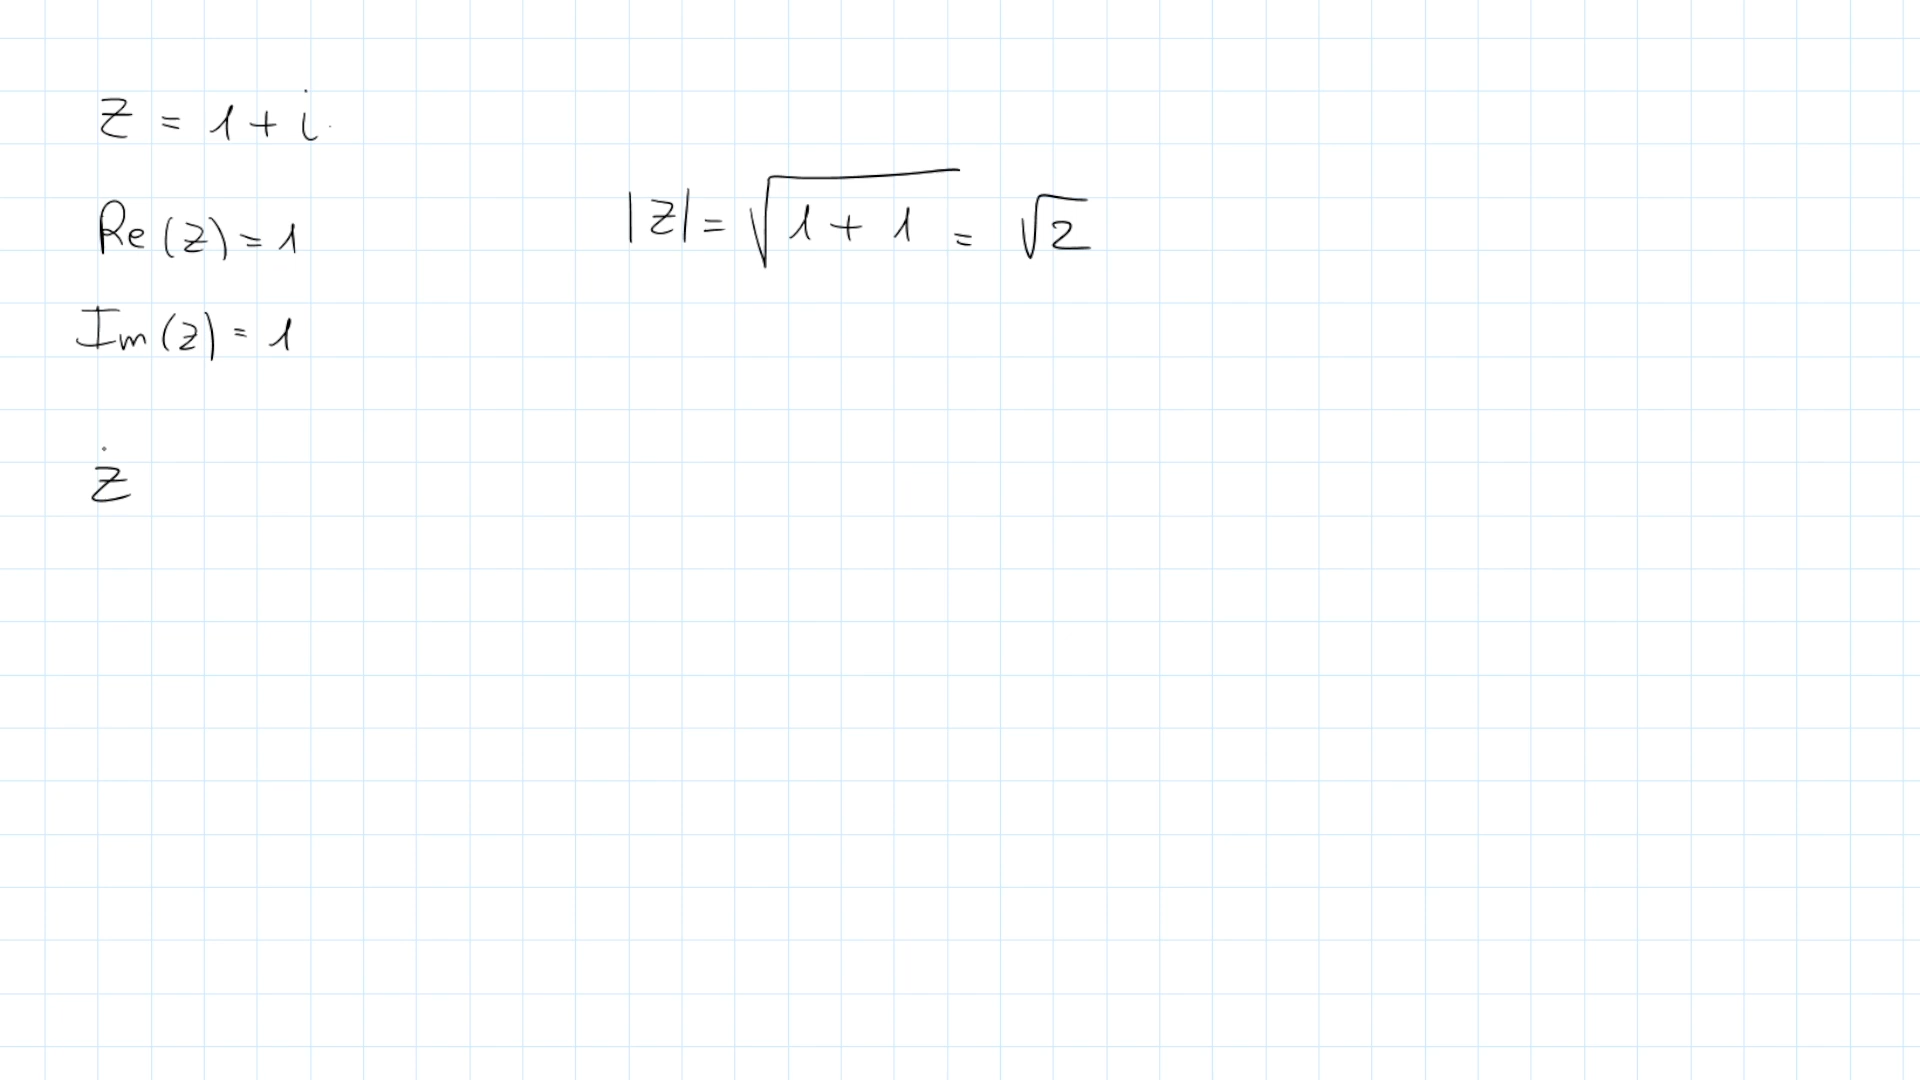 z = 1 + i
Re(z) = 1
|z| = √(1 + 1) = √2
Im(z) = 1
z